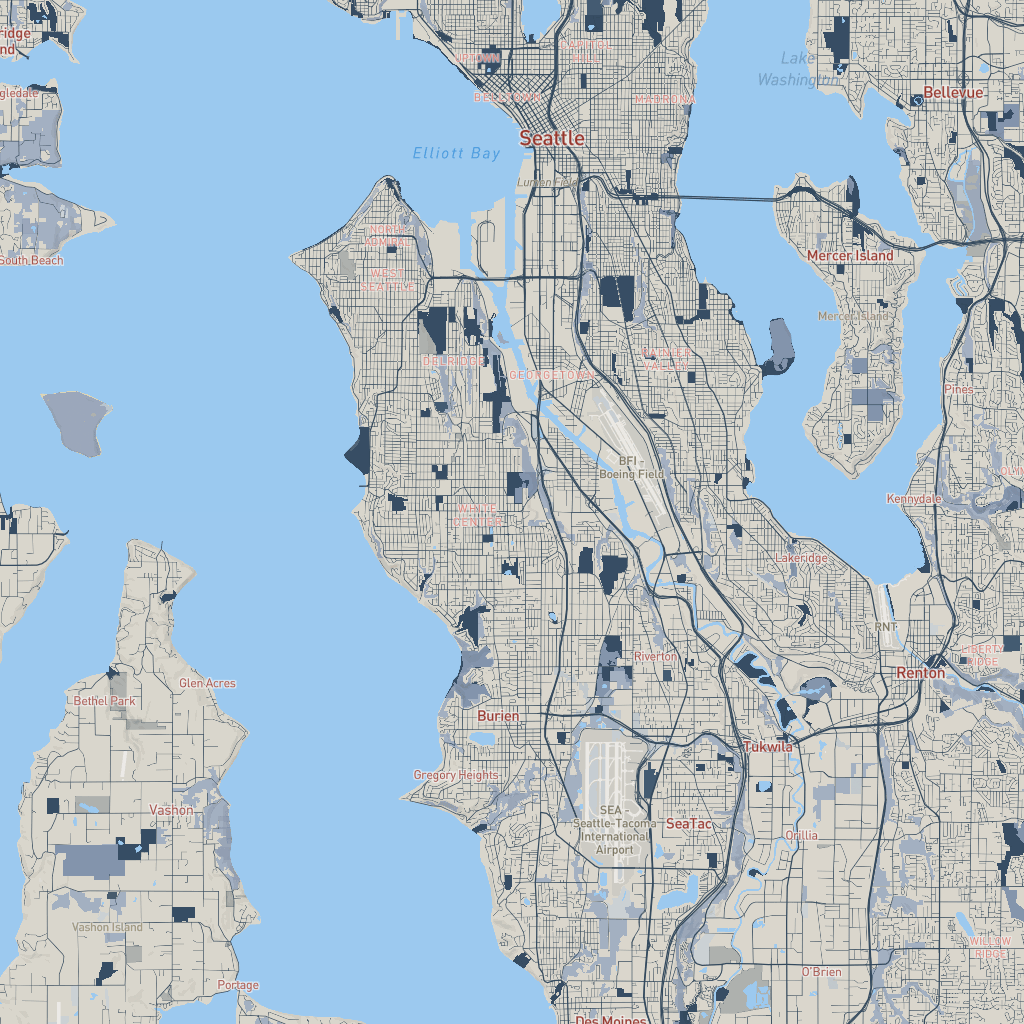 UPTOWN
CAPITOL
HILL
Lake
Washington
ngledale
Bellevue
BELLTOWN
MADRONA
Seattle
Elliott Bay
Lumen Field
NORTH
ADMIRAL
South Beach
Mercer Island
WEST
SEATTLE
Mercer Island
DELRIDGE
RAINIER
VALLEY
GEORGETOWN
Pines
BFI -
Boeing Field
Kennydale
WHITE
CENTER
Lakeridge
RNT
LIBERTY
RIDGE
Riverton
Renton
Glen Acres
Bethel Park
Burien
Tukwila
Gregory Heights
Vashon
SEA -
Seattle-Tacoma
International
Airport
SeaTac
Orillia
Vashon Island
WILLOW
RIDGE
O'Brien
Portage
Des Moines